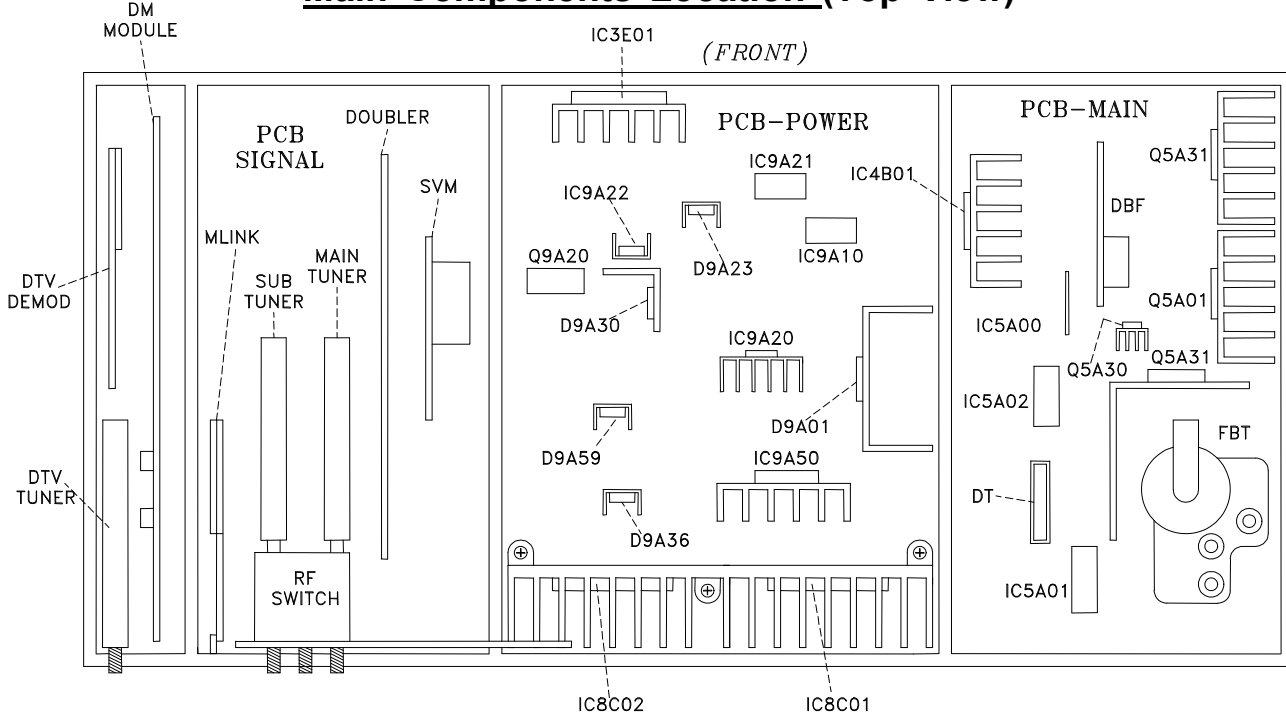 Main Components Location (Top View)
DM
MODULE
IC3E01
(FRONT)
PCB
SIGNAL
DOUBLER
SVM
MLINK
SUB
TUNER
MAIN
TUNER
DTV
DEMOD
DTV
TUNER
RF
SWITCH
PCB-POWER
IC9A21
IC9A22
Q9A20
D9A23
IC9A10
D9A30
IC9A20
D9A01
D9A59
IC9A50
D9A36
IC8C02
IC8C01
PCB-MAIN
IC4B01
Q5A31
DBF
Q5A01
IC5A00
Q5A30
Q5A31
IC5A02
FBT
DT
IC5A01